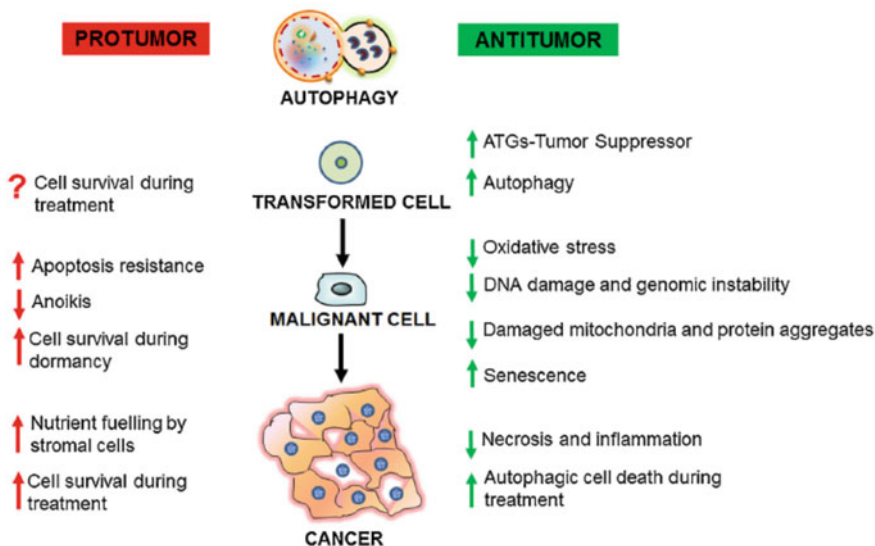 PROTUMOR
ANTITUMOR
AUTOPHAGY
? Cell survival during
treatment
↑ Apoptosis resistance
↓ Anoikis
↑ Cell survival during
dormancy
↑ Nutrient fuelling by
stromal cells
↑ Cell survival during
treatment
TRANSFORMED CELL
MALIGNANT CELL
CANCER
↑ ATGs-Tumor Suppressor
↑ Autophagy
↓ Oxidative stress
↓ DNA damage and genomic instability
↓ Damaged mitochondria and protein aggregates
↑ Senescence
↓ Necrosis and inflammation
↑ Autophagic cell death during
treatment